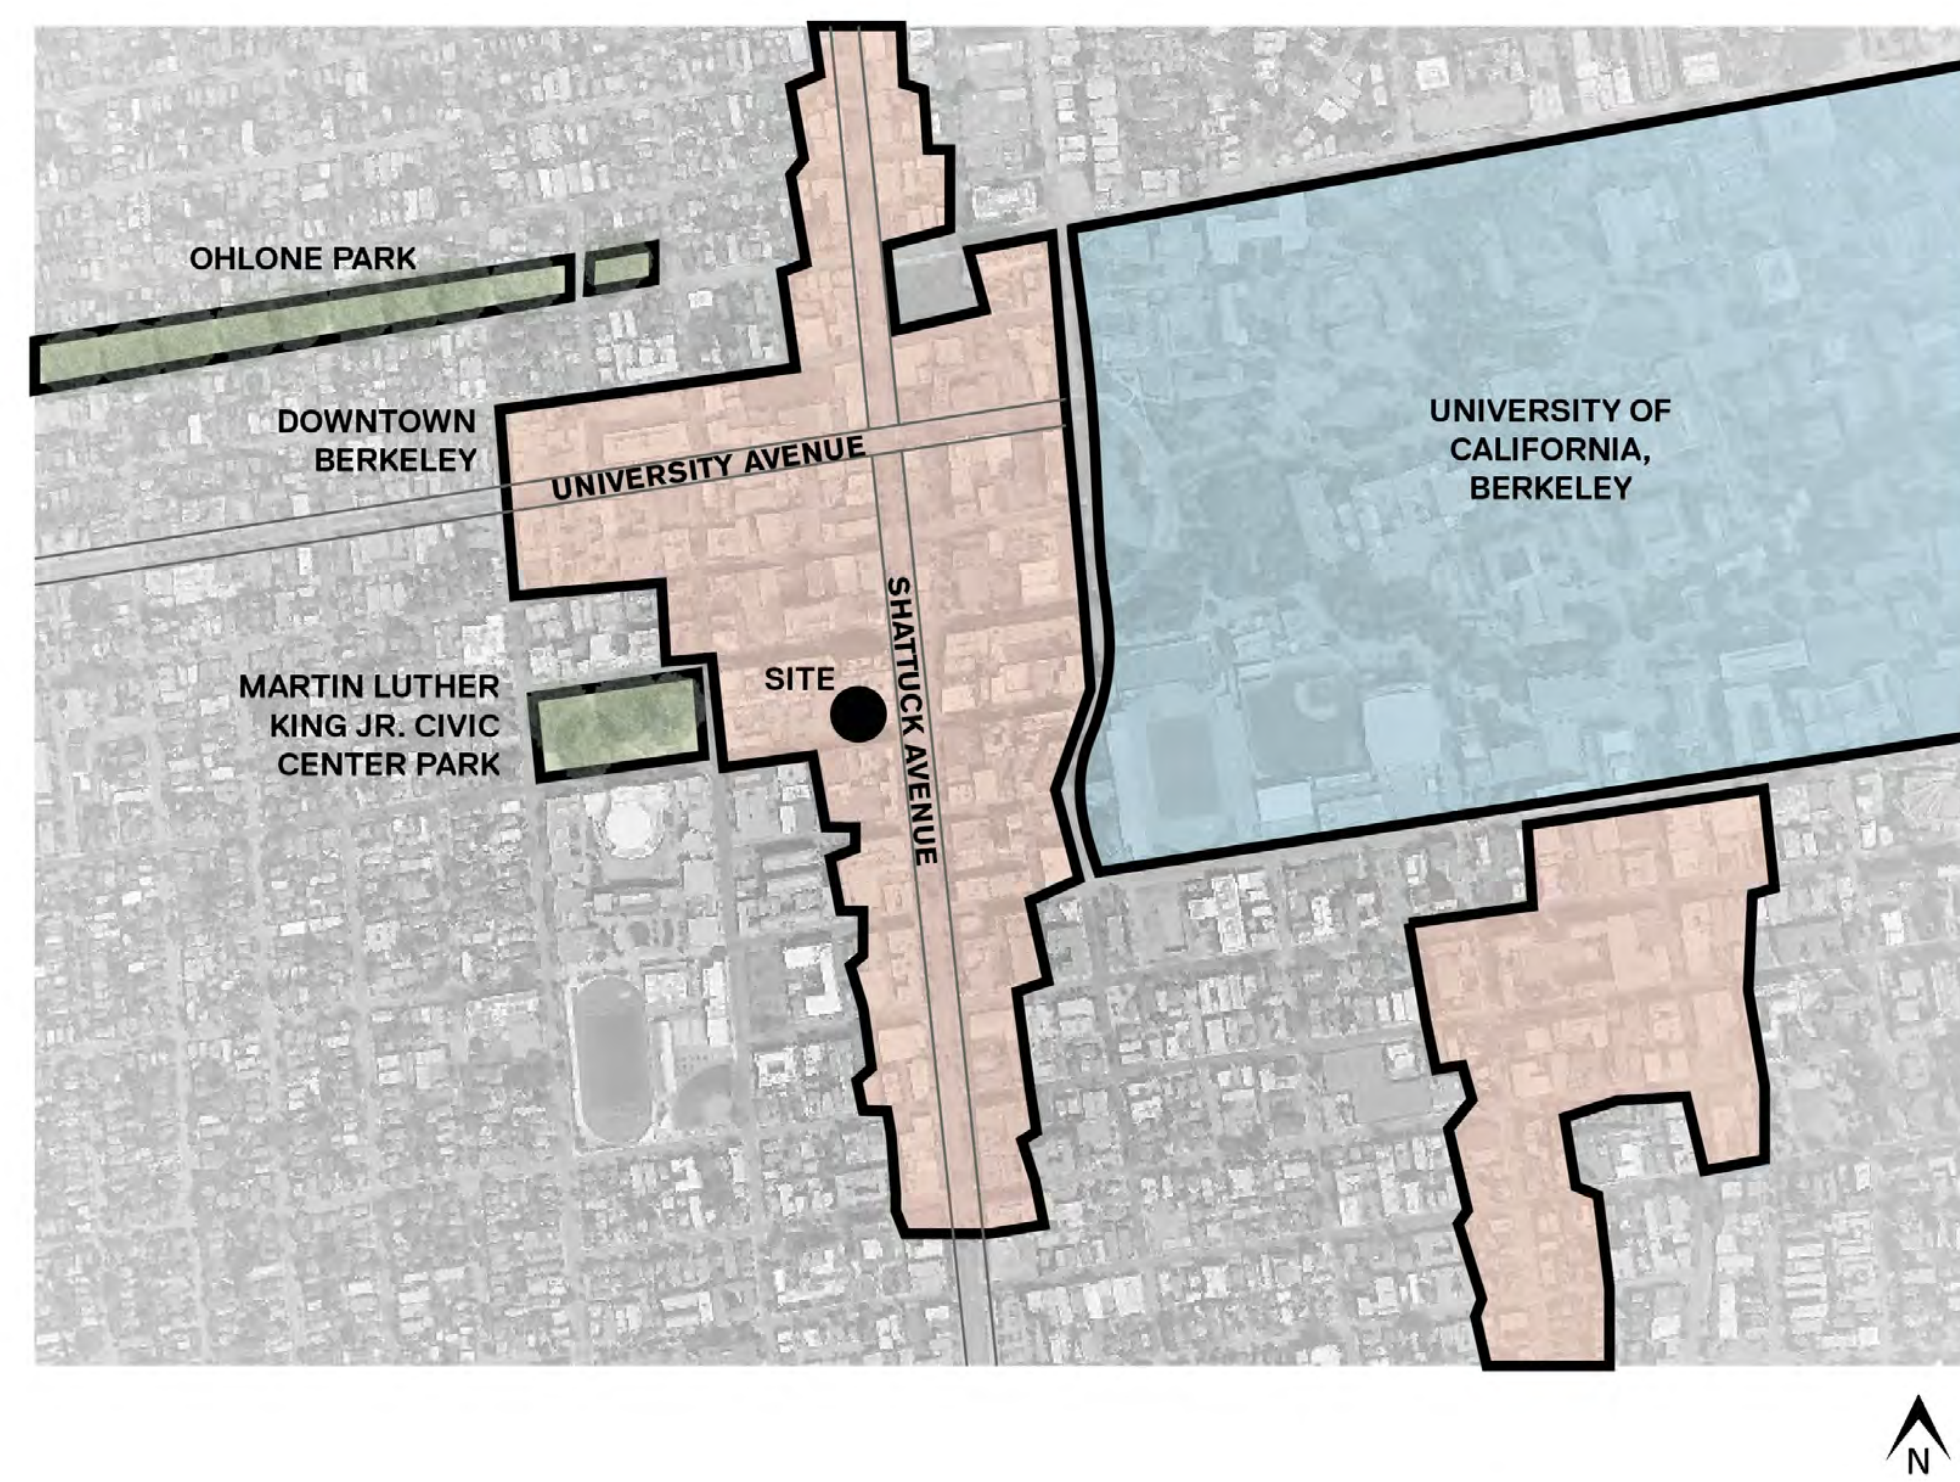 OHLONE PARK
DOWNTOWN
BERKELEY
UNIVERSITY AVENUE
UNIVERSITY OF
CALIFORNIA,
BERKELEY
SHATTUCK AVENUE
SITE
MARTIN LUTHER
KING JR. CIVIC
CENTER PARK
N